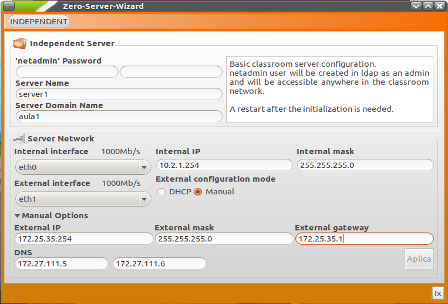 Zero-Server-Wizard
INDEPENDENT
Independent Server
'netadmin' Password
Server Name
server1
Server Domain Name
aula1
Basic classroom server configuration.
netadmin user will be created in ldap as an admin
and will be accessible anywhere in the classroom
network.
A restart after the initialization is needed.
Server Network
Internal interface 1000Mb/s Internal IP Internal mask
eth0 10.2.1.254 255.255.255.0
External interface 1000Mb/s External configuration mode
eth1 DHCP Manual
Manual Options
External IP External mask External gateway
172.25.35.254 255.255.255.0 172.25.35.1
DNS
172.27.111.5 172.27.111.6 Aplica
lx